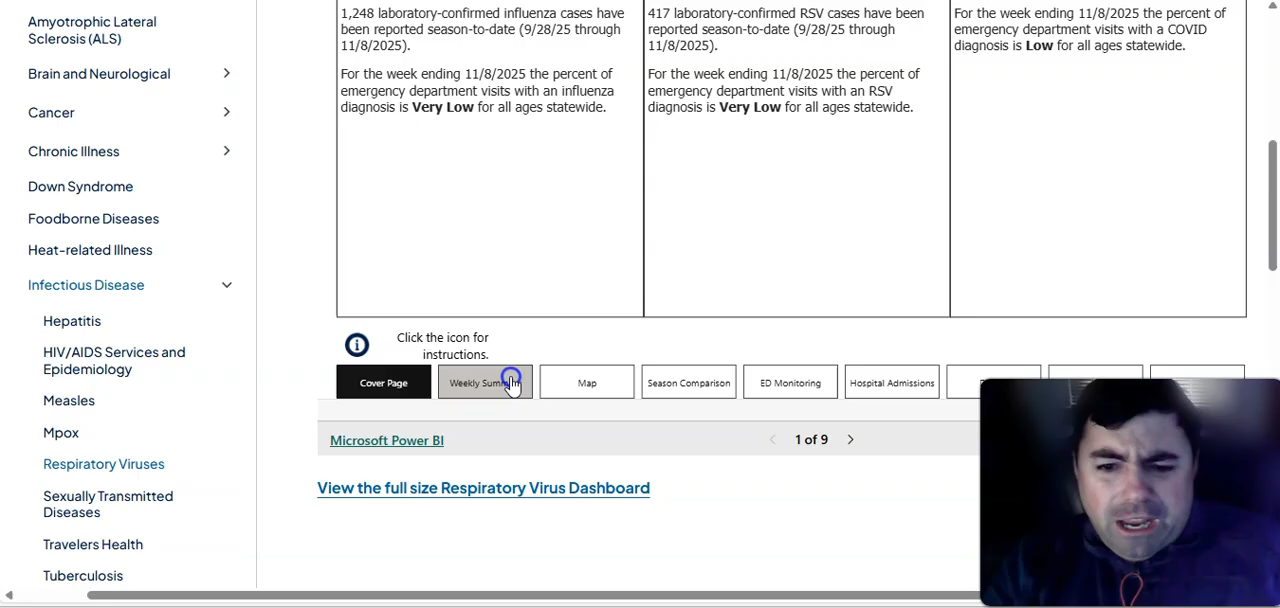 Amyotrophic Lateral
Sclerosis (ALS)
Brain and Neurological
Cancer
Chronic Illness
Down Syndrome
Foodborne Diseases
Heat-related Illness
Infectious Disease
Hepatitis
HIV/AIDS Services and
Epidemiology
Measles
Mpox
Respiratory Viruses
Sexually Transmitted
Diseases
Travelers Health
Tuberculosis
1,248 laboratory-confirmed influenza cases have
been reported season-to-date (9/28/25 through
11/8/2025).
For the week ending 11/8/2025 the percent of
emergency department visits with an influenza
diagnosis is Very Low for all ages statewide.
417 laboratory-confirmed RSV cases have been
reported season-to-date (9/28/25 through
11/8/2025).
For the week ending 11/8/2025 the percent of
emergency department visits with an RSV
diagnosis is Very Low for all ages statewide.
For the week ending 11/8/2025 the percent of
emergency department visits with a COVID
diagnosis is Low for all ages statewide.
Click the icon for
instructions.
Cover Page
Weekly
Map
Season Comparison
ED Monitoring
Hospital Admissions
Microsoft Power BI
1 of 9
View the full size Respiratory Virus Dashboard